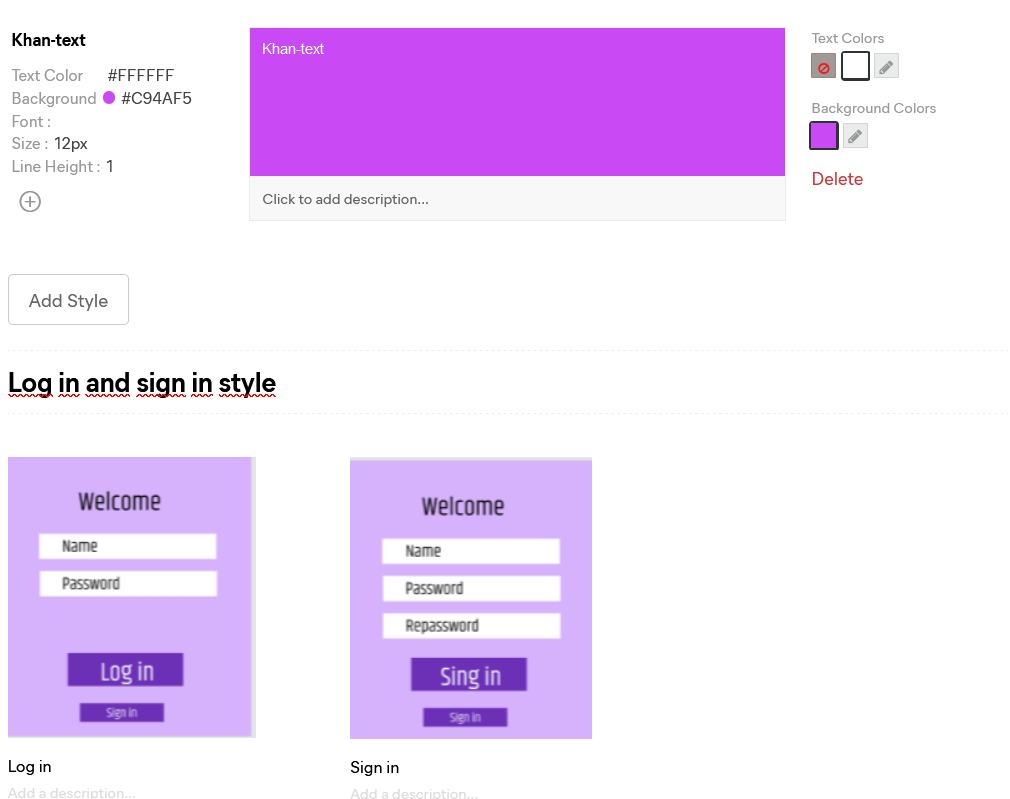 Khan-text
Text Color #FFFFFF
Background #C94AF5
Font :
Size : 12px
Line Height : 1
Khan-text
Click to add description...
Text Colors
Background Colors
Delete
Add Style
Log in and sign in style
Welcome
Name
Password
Log in
Sign in
Log in
Add a description...
Welcome
Name
Password
Repassword
Sing in
Sign in
Sign in
Add a description...